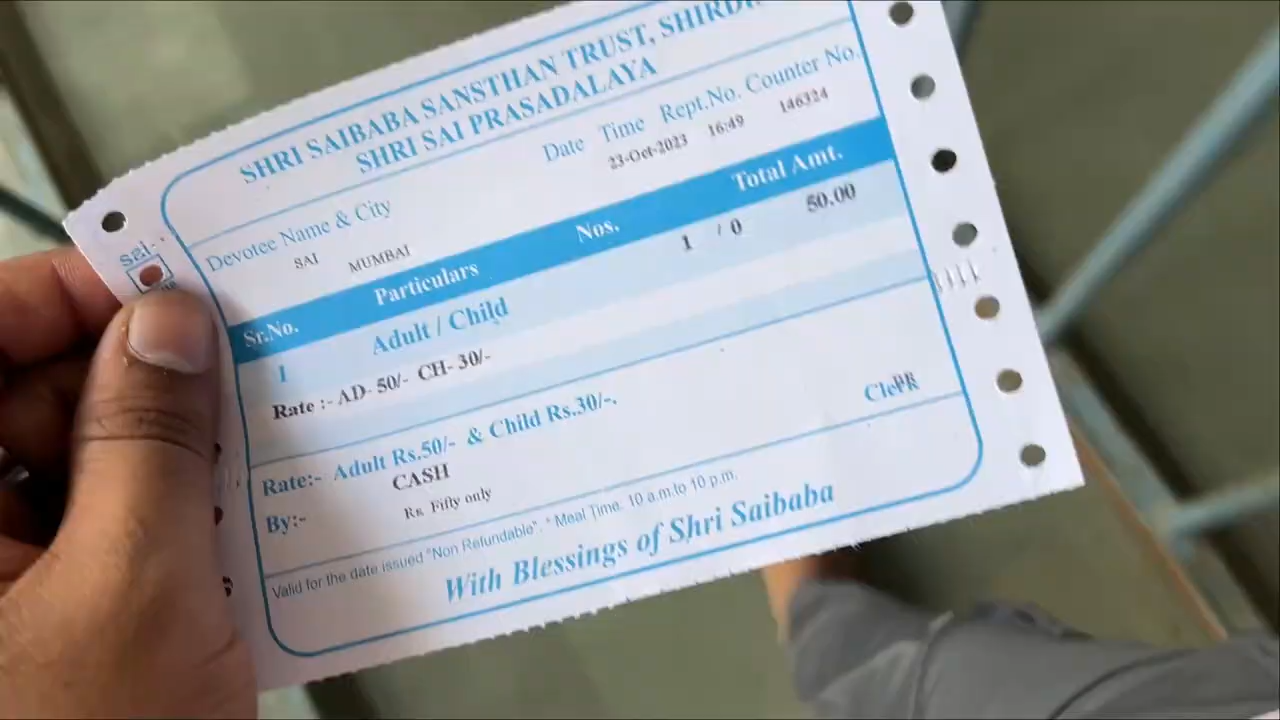 SHRI SAIBABA SANSTHAN TRUST, SHIRDI
SHRI SAI PRASADALAYA
Date Time Rept.No. Counter No.
23-Oct-2023 16:49 146324
Devotee Name & City
SAI MUMBAI
Sr.No. Particulars Nos. Total Amt.
1 Adult / Child 1 / 0 50.00
Rate :- AD- 50/- CH- 30/-
Rate:- Adult Rs.50/- & Child Rs.30/-.
By:- CASH
Rs. Fifty only
Valid for the date issued "Non Refundable". * Meal Time: 10 a.m.to 10 p.m.
With Blessings of Shri Saibaba